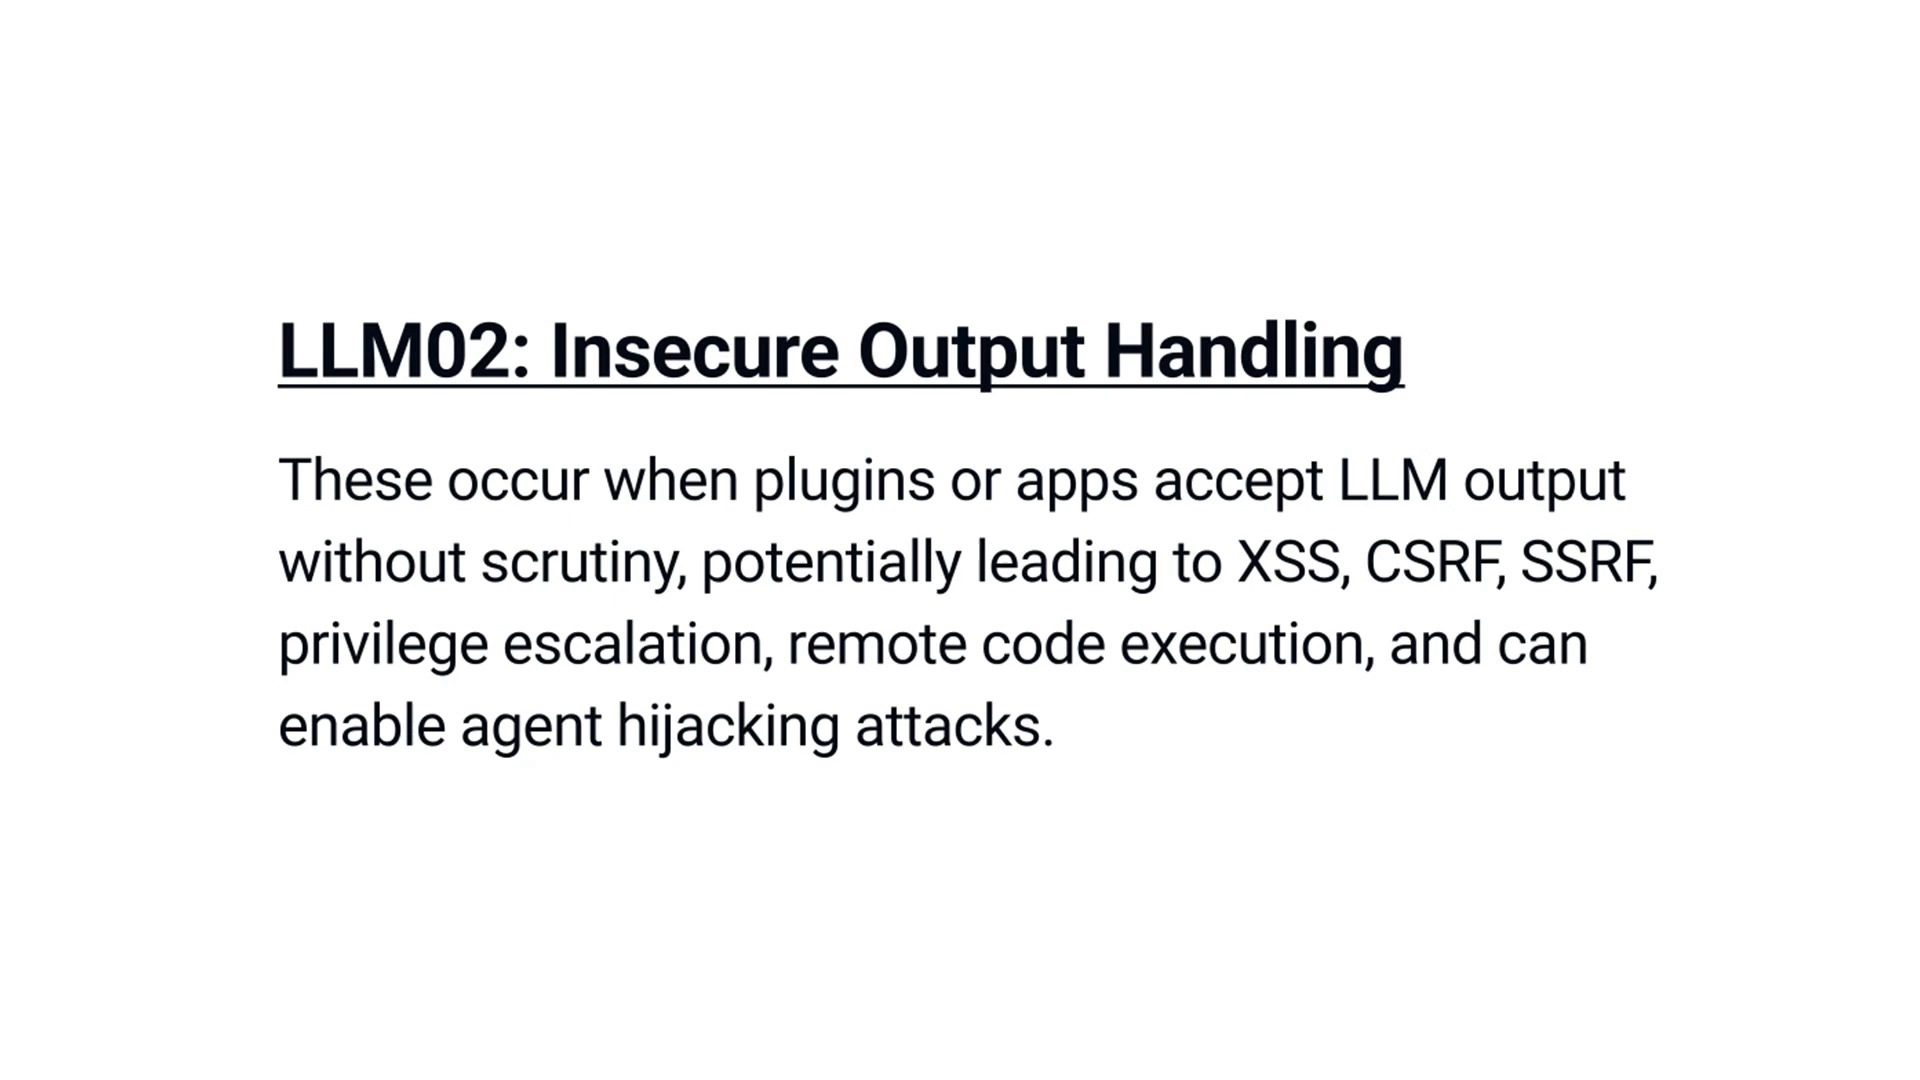 LLM02: Insecure Output Handling
These occur when plugins or apps accept LLM output
without scrutiny, potentially leading to XSS, CSRF, SSRF,
privilege escalation, remote code execution, and can
enable agent hijacking attacks.